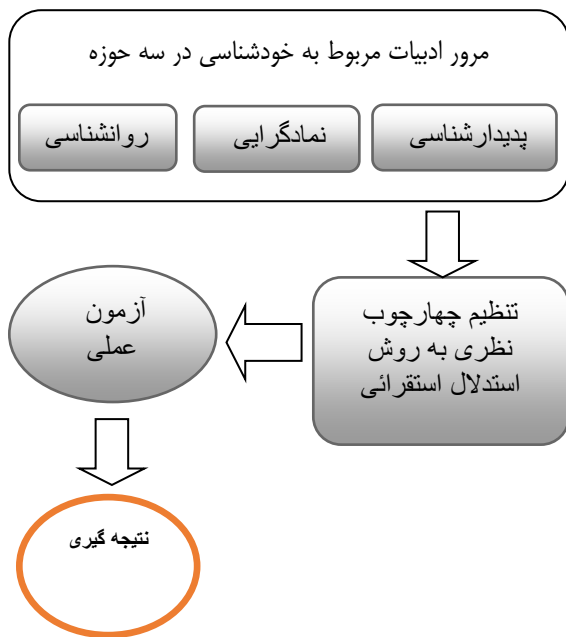 مرور ادبیات مربوط به خودشناسی در سه حوزه
پدیدارشناسی
نمادگرایی
روانشناسی
تنظیم چهارچوب
نظری به روش
استدلال استقرائی
آزمون
عملی
نتیجه گیری